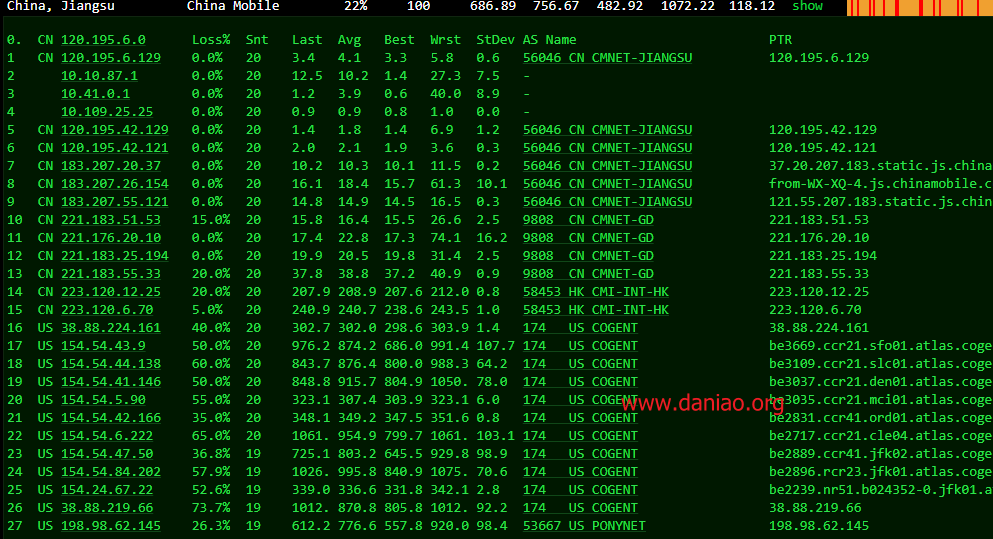 China, Jiangsu China Mobile 22% 100 686.89 756.67 482.92 1072.22 118.12 show
0. CN 120.195.6.0 Loss% Snt Last Avg Best Wrst StDev AS Name PTR
1 CN 120.195.6.129 0.0% 20 3.4 4.1 3.3 5.8 0.6 56046 CN CMNET-JIANGSU 120.195.6.129
2 10.10.87.1 0.0% 20 12.5 10.2 1.4 27.3 7.5 -
3 10.41.0.1 0.0% 20 1.2 3.9 0.6 40.0 8.9 -
4 10.109.25.25 0.0% 20 0.9 0.9 0.8 1.0 0.0 -
5 CN 120.195.42.129 0.0% 20 1.4 1.8 1.4 6.9 1.2 56046 CN CMNET-JIANGSU 120.195.42.129
6 CN 120.195.42.121 0.0% 20 2.0 2.1 1.9 3.6 0.3 56046 CN CMNET-JIANGSU 120.195.42.121
7 CN 183.207.20.37 0.0% 20 10.2 10.3 10.1 11.5 0.2 56046 CN CMNET-JIANGSU 37.20.207.183.static.js.china
8 CN 183.207.26.154 0.0% 20 16.1 18.4 15.7 61.3 10.1 56046 CN CMNET-JIANGSU from-WX-XQ-4.js.chinamobile.c
9 CN 183.207.55.121 0.0% 20 14.8 14.9 14.5 16.5 0.3 56046 CN CMNET-JIANGSU 121.55.207.183.static.js.chin
10 CN 221.183.51.53 15.0% 20 15.8 16.4 15.5 26.6 2.5 9808 CN CMNET-GD 221.183.51.53
11 CN 221.176.20.10 0.0% 20 17.4 22.8 17.3 74.1 16.2 9808 CN CMNET-GD 221.176.20.10
12 CN 221.183.25.194 0.0% 20 19.9 20.5 19.8 31.4 2.5 9808 CN CMNET-GD 221.183.25.194
13 CN 221.183.55.33 20.0% 20 37.8 38.8 37.2 40.9 0.9 9808 CN CMNET-GD 221.183.55.33
14 CN 223.120.12.25 20.0% 20 207.9 208.9 207.6 212.0 0.8 58453 HK CMI-INT-HK 223.120.12.25
15 CN 223.120.6.70 5.0% 20 240.9 240.7 238.6 243.5 1.0 58453 HK CMI-INT-HK 223.120.6.70
16 US 38.88.224.161 40.0% 20 302.7 302.0 298.6 303.9 1.4 174 US COGENT 38.88.224.161
17 US 154.54.43.9 50.0% 20 976.2 874.2 686.0 991.4 107.7 174 US COGENT be3669.ccr21.sfo01.atlas.coge
18 US 154.54.44.138 60.0% 20 843.7 876.4 800.0 988.3 64.2 174 US COGENT be3109.ccr21.slc01.atlas.coge
19 US 154.54.41.146 50.0% 20 848.8 915.7 804.9 1050. 78.0 174 US COGENT be3037.ccr21.den01.atlas.coge
20 US 154.54.5.90 55.0% 20 323.1 307.4 303.9 323.1 6.0 174 US COGENT be3035.ccr21.mci01.atlas.coge
www.daniao.org
21 US 154.54.42.166 35.0% 20 348.1 349.2 347.5 351.6 0.8 174 US COGENT be2831.ccr41.ord01.atlas.coge
22 US 154.54.6.222 65.0% 20 1061. 954.9 799.7 1061. 103.1 174 US COGENT be2717.ccr21.cle04.atlas.coge
23 US 154.54.47.50 36.8% 19 725.1 803.2 645.5 929.8 98.9 174 US COGENT be2889.ccr41.jfk02.atlas.coge
24 US 154.54.84.202 57.9% 19 1026. 995.8 840.9 1075. 70.6 174 US COGENT be2896.rcr23.jfk01.atlas.coge
25 US 154.24.67.22 52.6% 19 339.0 336.6 331.8 342.1 2.8 174 US COGENT be2239.nr51.b024352-0.jfk01.a
26 US 38.88.219.66 73.7% 19 1012. 870.8 805.8 1012. 92.2 174 US COGENT 38.88.219.66
27 US 198.98.62.145 26.3% 19 612.2 776.6 557.8 920.0 98.4 53667 US PONYNET 198.98.62.145